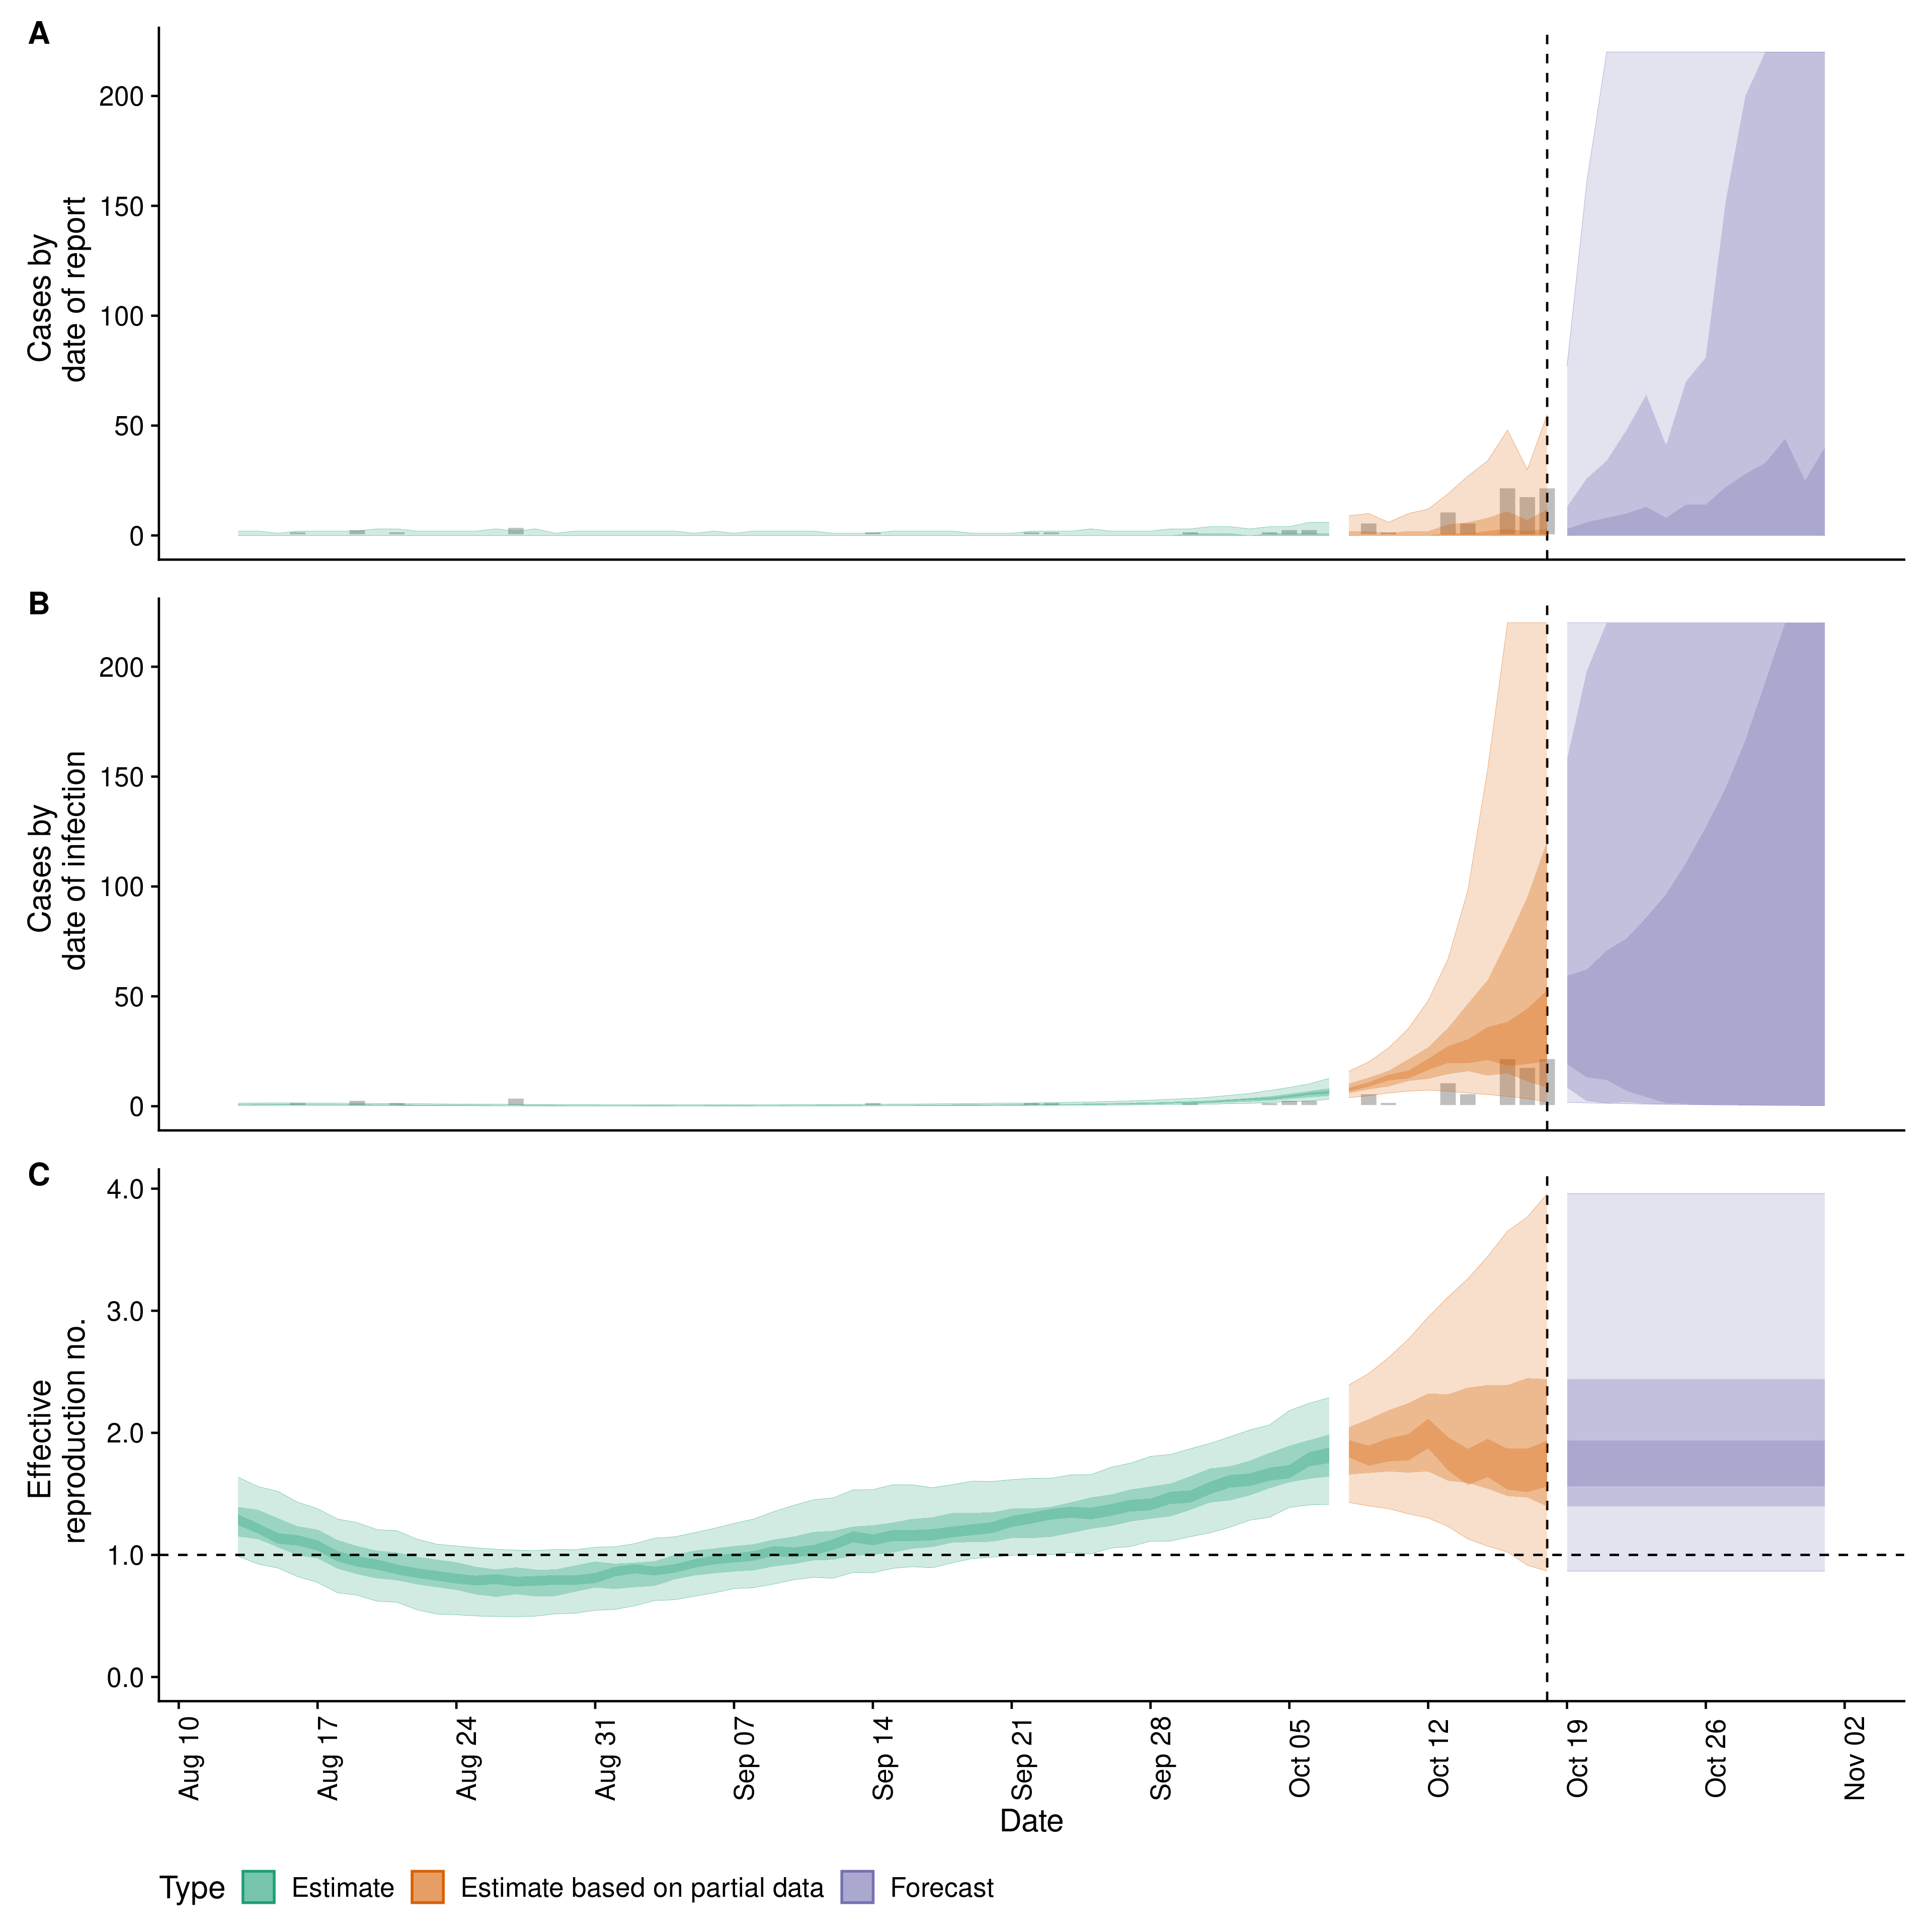 A
Cases by
date of report
200
150
100
50
0
B
Cases by
date of infection
200
150
100
50
0
C
Effective
reproduction no.
4.0
3.0
2.0
1.0
0.0
Aug 10
Aug 17
Aug 24
Aug 31
Sep 07
Sep 14
Sep 21
Sep 28
Oct 05
Oct 12
Oct 19
Oct 26
Nov 02
Date
Type
Estimate
Estimate based on partial data
Forecast